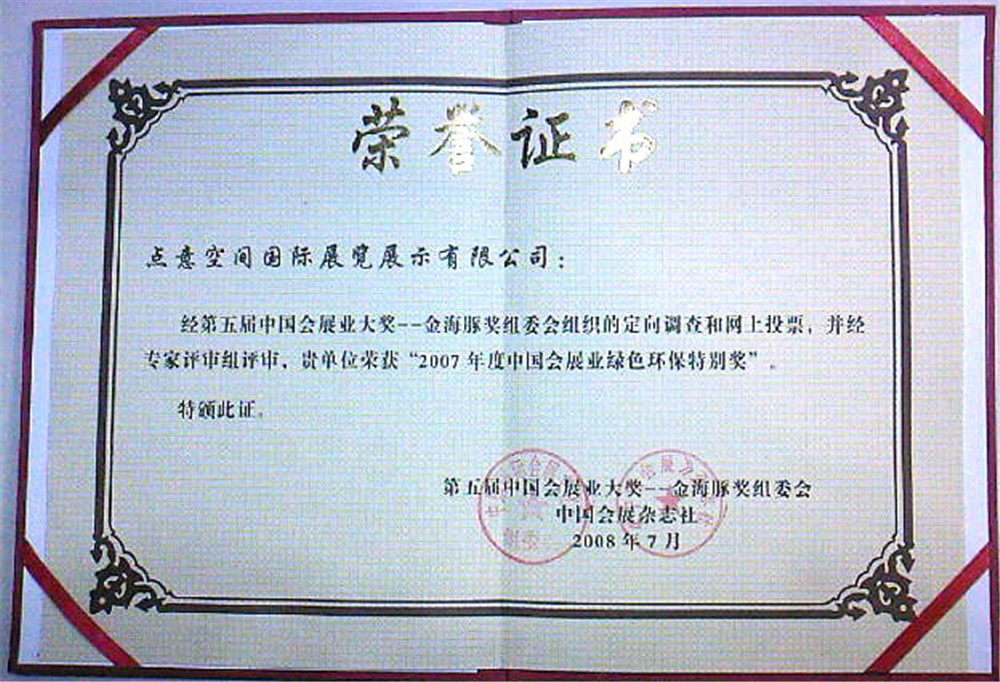 荣誉证书
点意空间国际展览展示有限公司：
经第五届中国会展业大奖--金海豚奖组委会组织的定向调查和网上投票，并经
专家评审组评审、贵单位荣获“2007年度中国会展业绿色环保特别奖”。
特颁此证。
第五届中国会展业大奖--金海豚奖组委会
中国会展杂志社
2008年7月